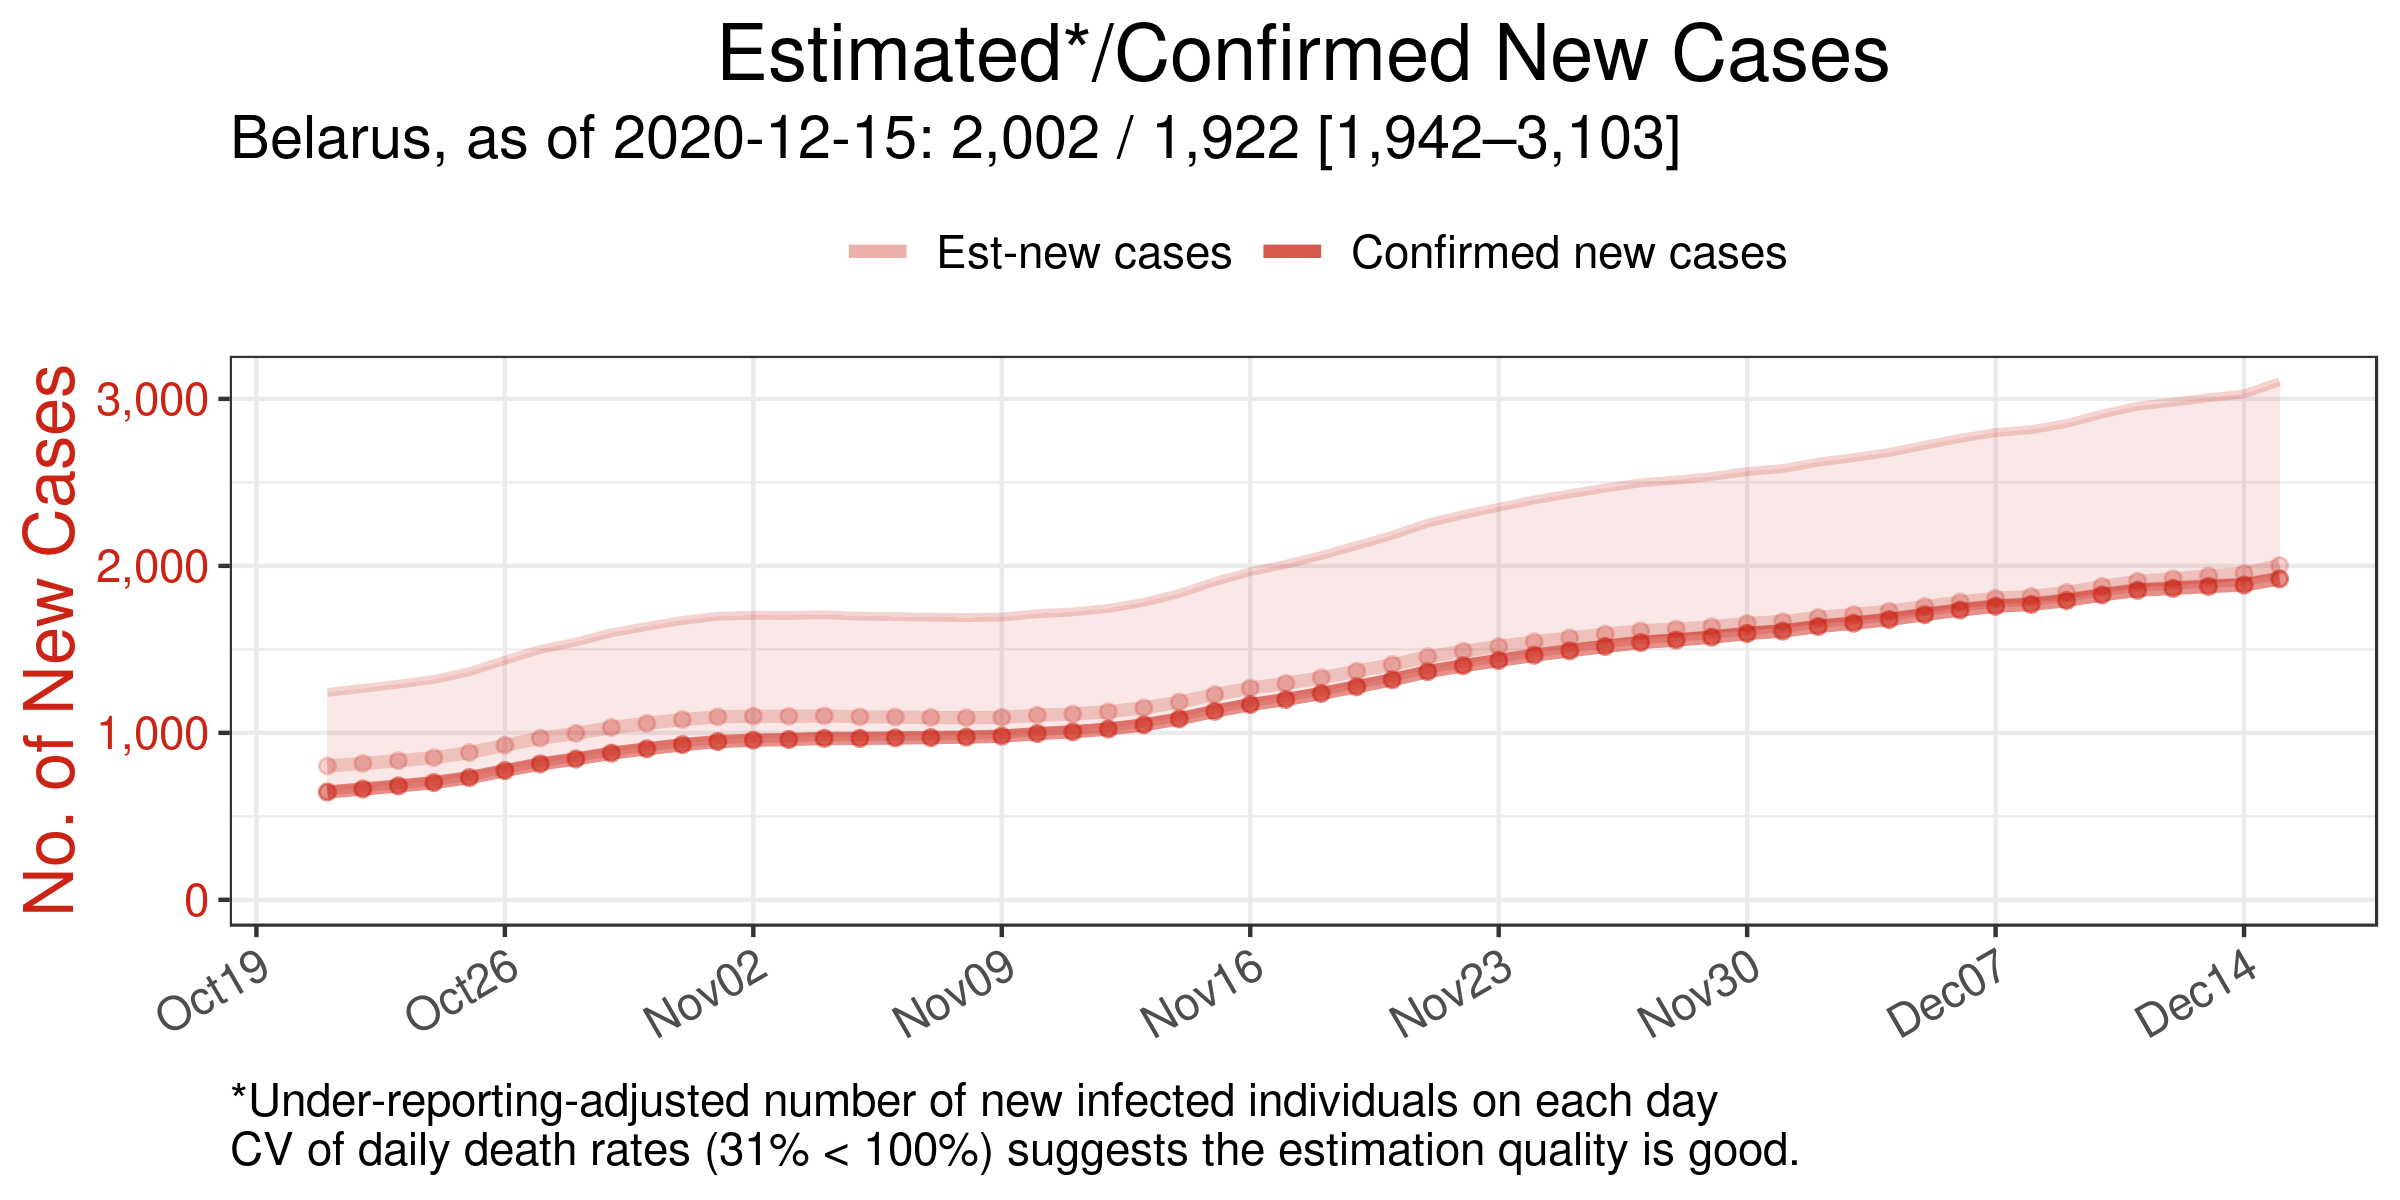 Estimated*/Confirmed New Cases
Belarus, as of 2020-12-15: 2,002 / 1,922 [1,942–3,103]
Est-new cases
Confirmed new cases
No. of New Cases
3,000
2,000
1,000
0
Oct19
Oct26
Nov02
Nov09
Nov16
Nov23
Nov30
Dec07
Dec14
*Under-reporting-adjusted number of new infected individuals on each day
CV of daily death rates (31% < 100%) suggests the estimation quality is good.